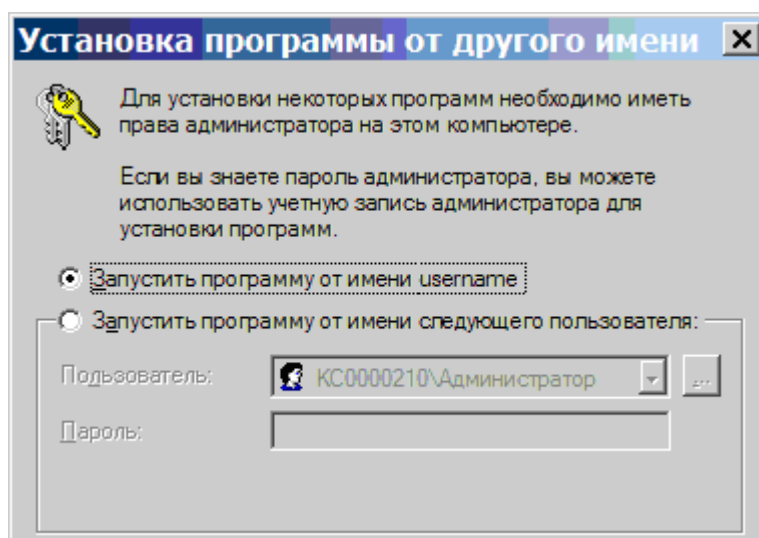 Установка программы от другого имени
Для установки некоторых программ необходимо иметь
права администратора на этом компьютере.
Если вы знаете пароль администратора, вы можете
использовать учетную запись администратора для
установки программ.
Запустить программу от имени username
Запустить программу от имени следующего пользователя:
Пользователь: KC0000210\Администратор ...
Пароль: